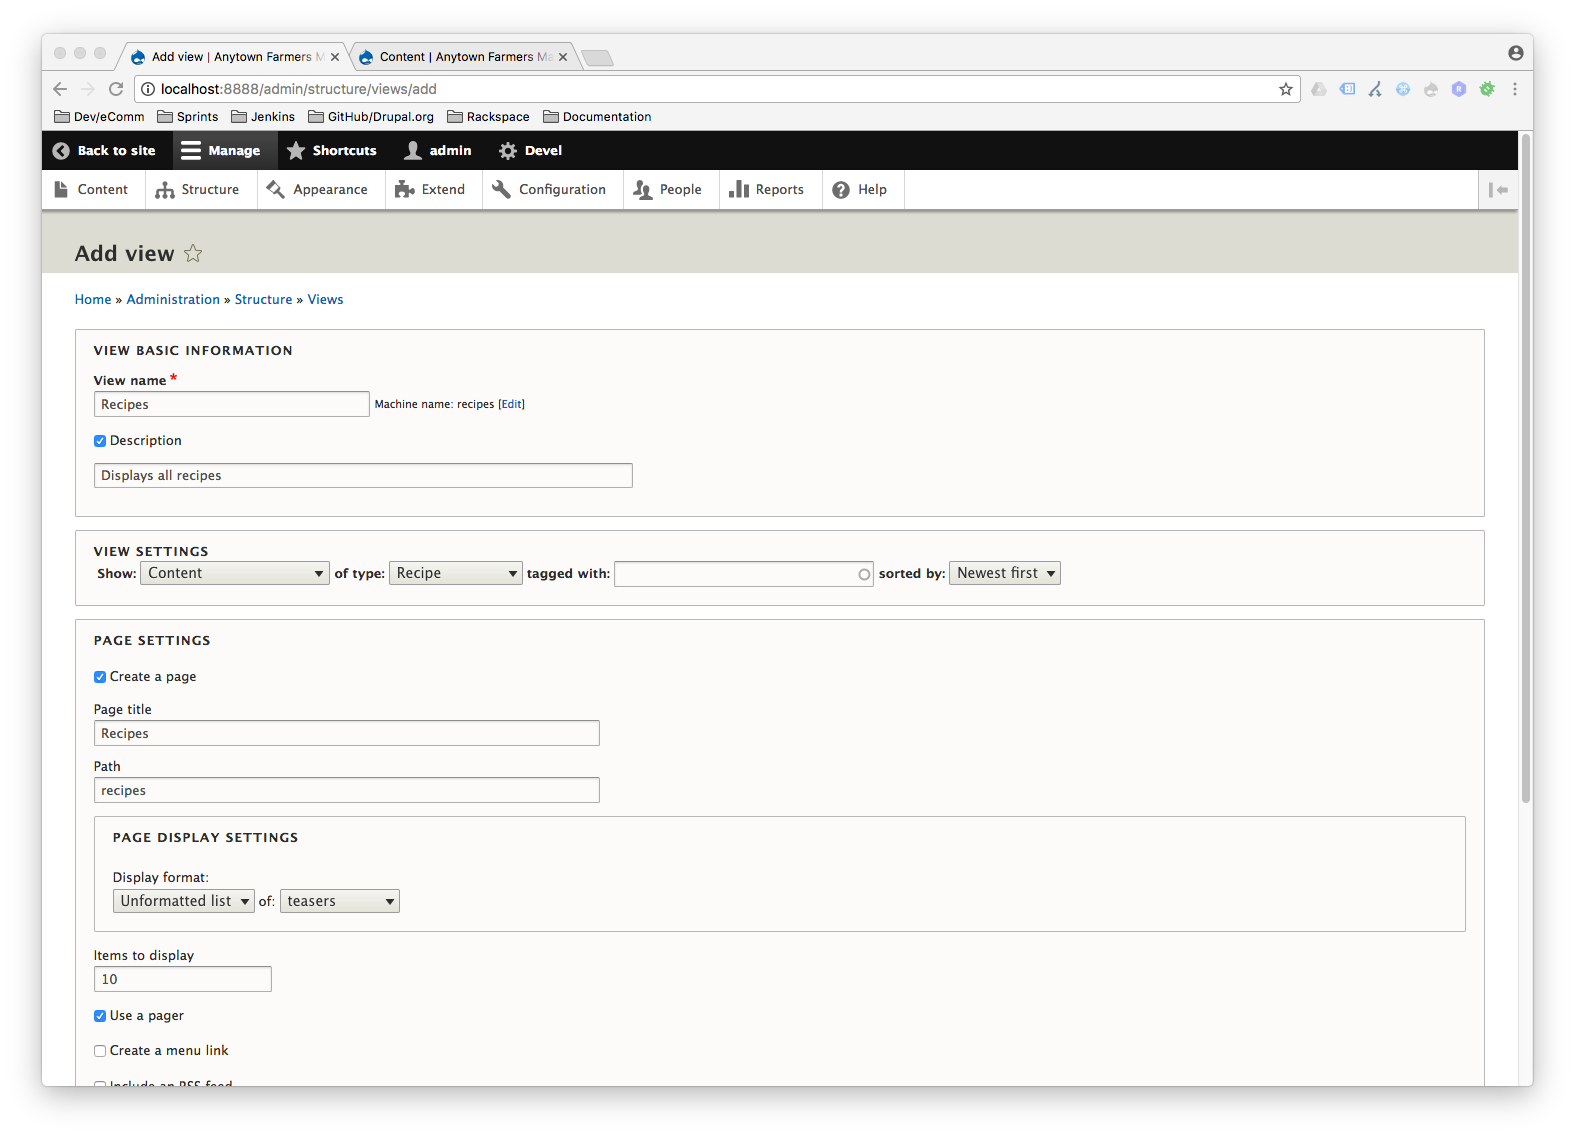 Add view | Anytown Farmers M
Content | Anytown Farmers Ma
localhost:8888/admin/structure/views/add
Dev/eComm Sprints Jenkins GitHub/Drupal.org Rackspace Documentation
Back to site Manage Shortcuts admin Devel
Content Structure Appearance Extend Configuration People Reports Help
Add view
Home » Administration » Structure » Views
VIEW BASIC INFORMATION
View name *
Recipes Machine name: recipes [Edit]
Description
Displays all recipes
VIEW SETTINGS
Show: Content of type: Recipe tagged with: sorted by: Newest first
PAGE SETTINGS
Create a page
Page title
Recipes
Path
recipes
PAGE DISPLAY SETTINGS
Display format:
Unformatted list of: teasers
Items to display
10
Use a pager
Create a menu link
Include an RSS feed